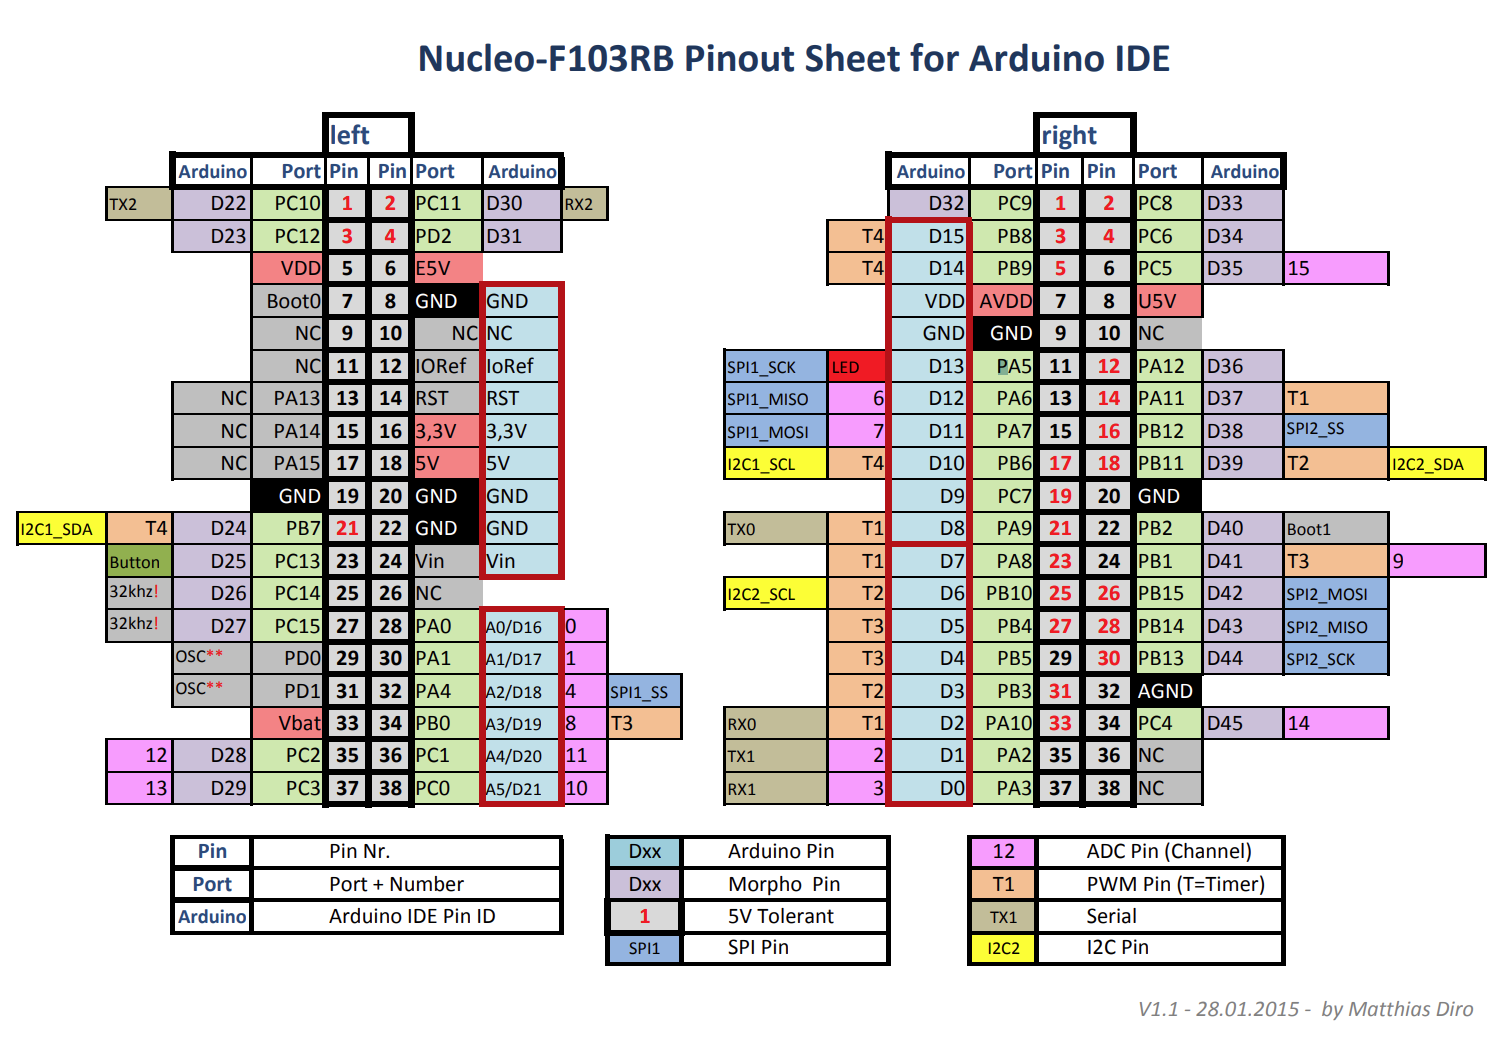 Nucleo-F103RB Pinout Sheet for Arduino IDE
left
Arduino Port Pin Pin Port Arduino
TX2 D22 PC10 1 2 PC11 D30 RX2
D23 PC12 3 4 PD2 D31
VDD 5 6 E5V
Boot0 7 8 GND GND
NC 9 10 NC NC
NC 11 12 IORef IoRef
NC PA13 13 14 RST RST
NC PA14 15 16 3,3V 3,3V
NC PA15 17 18 5V 5V
GND 19 20 GND GND
I2C1_SDA T4 D24 PB7 21 22 GND GND
Button D25 PC13 23 24 Vin Vin
32khz! D26 PC14 25 26 NC
32khz! D27 PC15 27 28 PA0 A0/D16 0
OSC** PD0 29 30 PA1 A1/D17 1
OSC** PD1 31 32 PA4 A2/D18 4 SPI1_SS
Vbat 33 34 PB0 A3/D19 8 T3
12 D28 PC2 35 36 PC1 A4/D20 11
13 D29 PC3 37 38 PC0 A5/D21 10
right
Arduino Port Pin Pin Port Arduino
D32 PC9 1 2 PC8 D33
T4 D15 PB8 3 4 PC6 D34
T4 D14 PB9 5 6 PC5 D35 15
VDD AVDD 7 8 U5V
GND GND 9 10 NC
SPI1_SCK LED D13 PA5 11 12 PA12 D36
SPI1_MISO 6 D12 PA6 13 14 PA11 D37 T1
SPI1_MOSI 7 D11 PA7 15 16 PB12 D38 SPI2_SS
I2C1_SCL T4 D10 PB6 17 18 PB11 D39 T2 I2C2_SDA
D9 PC7 19 20 GND
TX0 T1 D8 PA9 21 22 PB2 D40 Boot1
T1 D7 PA8 23 24 PB1 D41 T3 9
I2C2_SCL T2 D6 PB10 25 26 PB15 D42 SPI2_MOSI
T3 D5 PB4 27 28 PB14 D43 SPI2_MISO
T3 D4 PB5 29 30 PB13 D44 SPI2_SCK
T2 D3 PB3 31 32 AGND
RX0 T1 D2 PA10 33 34 PC4 D45 14
TX1 2 D1 PA2 35 36 NC
RX1 3 D0 PA3 37 38 NC
Pin Pin Nr.
Port Port + Number
Arduino Arduino IDE Pin ID
Dxx Arduino Pin
Dxx Morpho Pin
1 5V Tolerant
SPI1 SPI Pin
12 ADC Pin (Channel)
T1 PWM Pin (T=Timer)
TX1 Serial
I2C2 I2C Pin
V1.1 - 28.01.2015 - by Matthias Diro